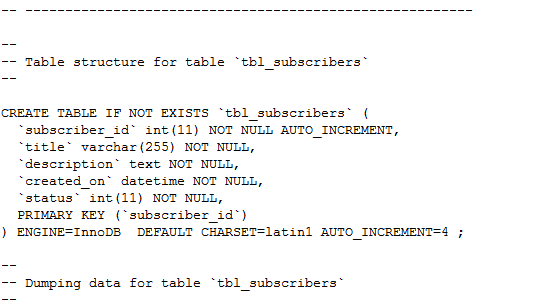 -- --------------------------------------------------------
--
-- Table structure for table `tbl_subscribers`
--
CREATE TABLE IF NOT EXISTS `tbl_subscribers` (
  `subscriber_id` int(11) NOT NULL AUTO_INCREMENT,
  `title` varchar(255) NOT NULL,
  `description` text NOT NULL,
  `created_on` datetime NOT NULL,
  `status` int(11) NOT NULL,
  PRIMARY KEY (`subscriber_id`)
) ENGINE=InnoDB  DEFAULT CHARSET=latin1 AUTO_INCREMENT=4 ;
--
-- Dumping data for table `tbl_subscribers`
--